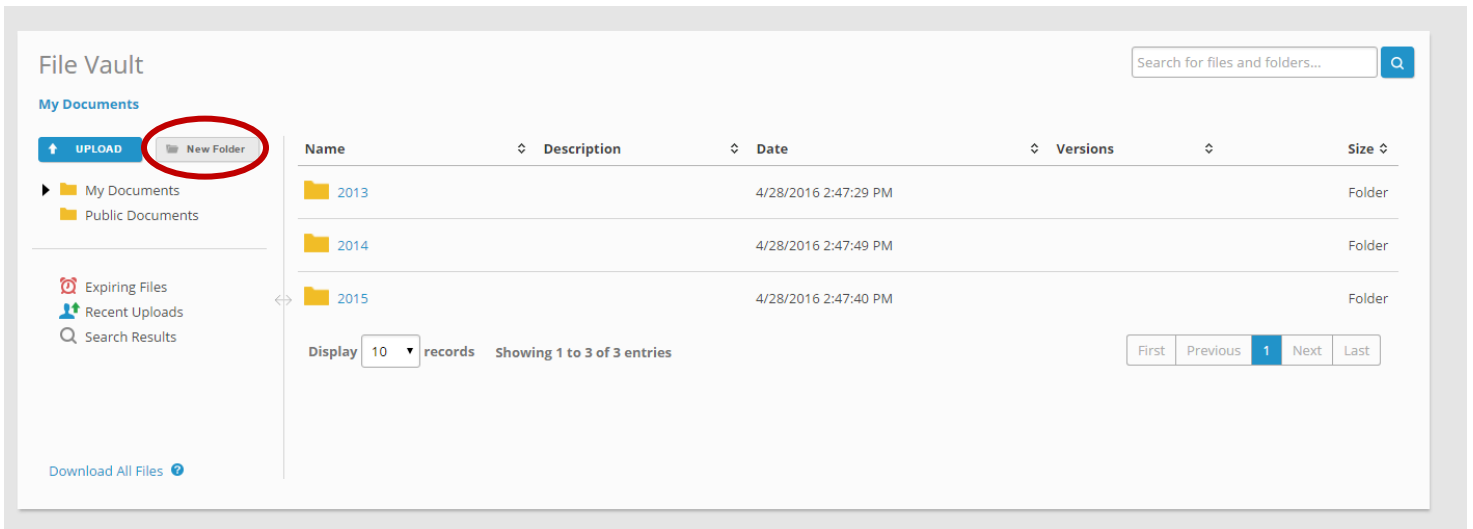 File Vault
Search for files and folders...
My Documents
UPLOAD New Folder
Name Description Date Versions Size
My Documents
Public Documents
2013 4/28/2016 2:47:29 PM Folder
2014 4/28/2016 2:47:49 PM Folder
Expiring Files
Recent Uploads
Search Results
2015 4/28/2016 2:47:40 PM Folder
Display 10 records Showing 1 to 3 of 3 entries First Previous 1 Next Last
Download All Files ?